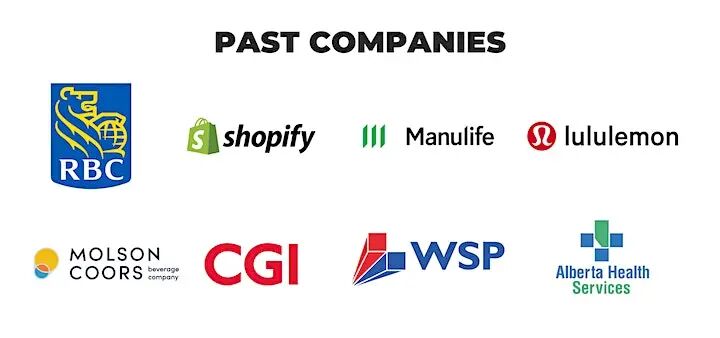 PAST COMPANIES
RBC
S shopify
Manulife
lululemon
MOLSON
COORS beverage
company
CGI
WSP
Alberta Health
Services